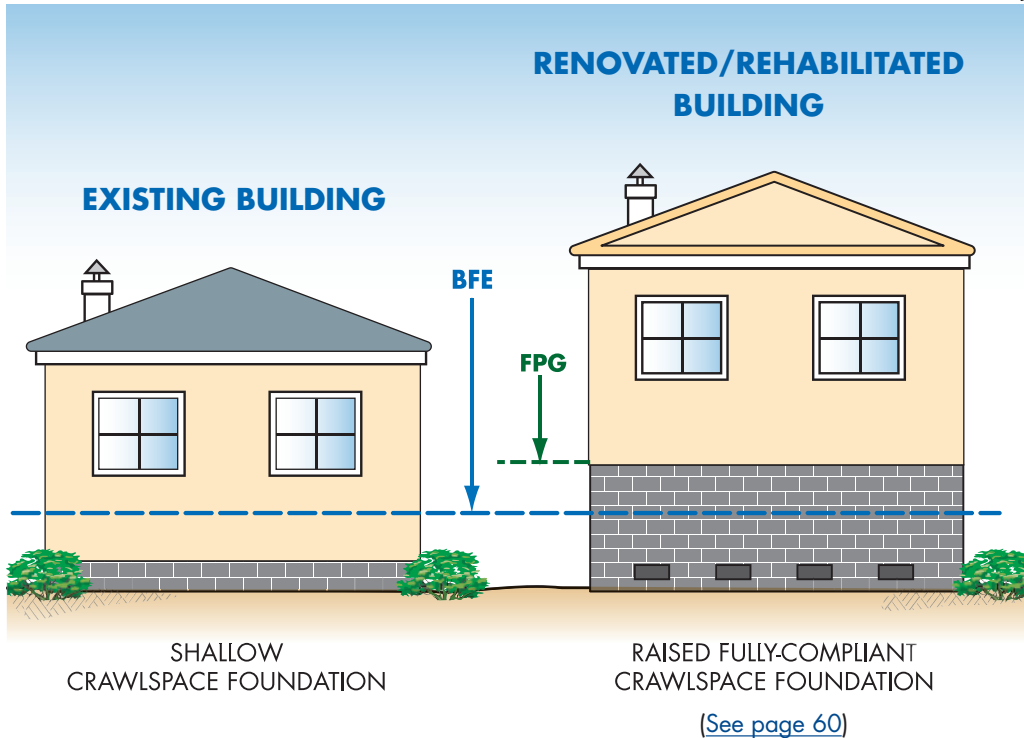 RENOVATED/REHABILITATED
BUILDING
EXISTING BUILDING
BFE
FPG
SHALLOW
CRAWLSPACE FOUNDATION
RAISED FULLY-COMPLIANT
CRAWLSPACE FOUNDATION
(See page 60)